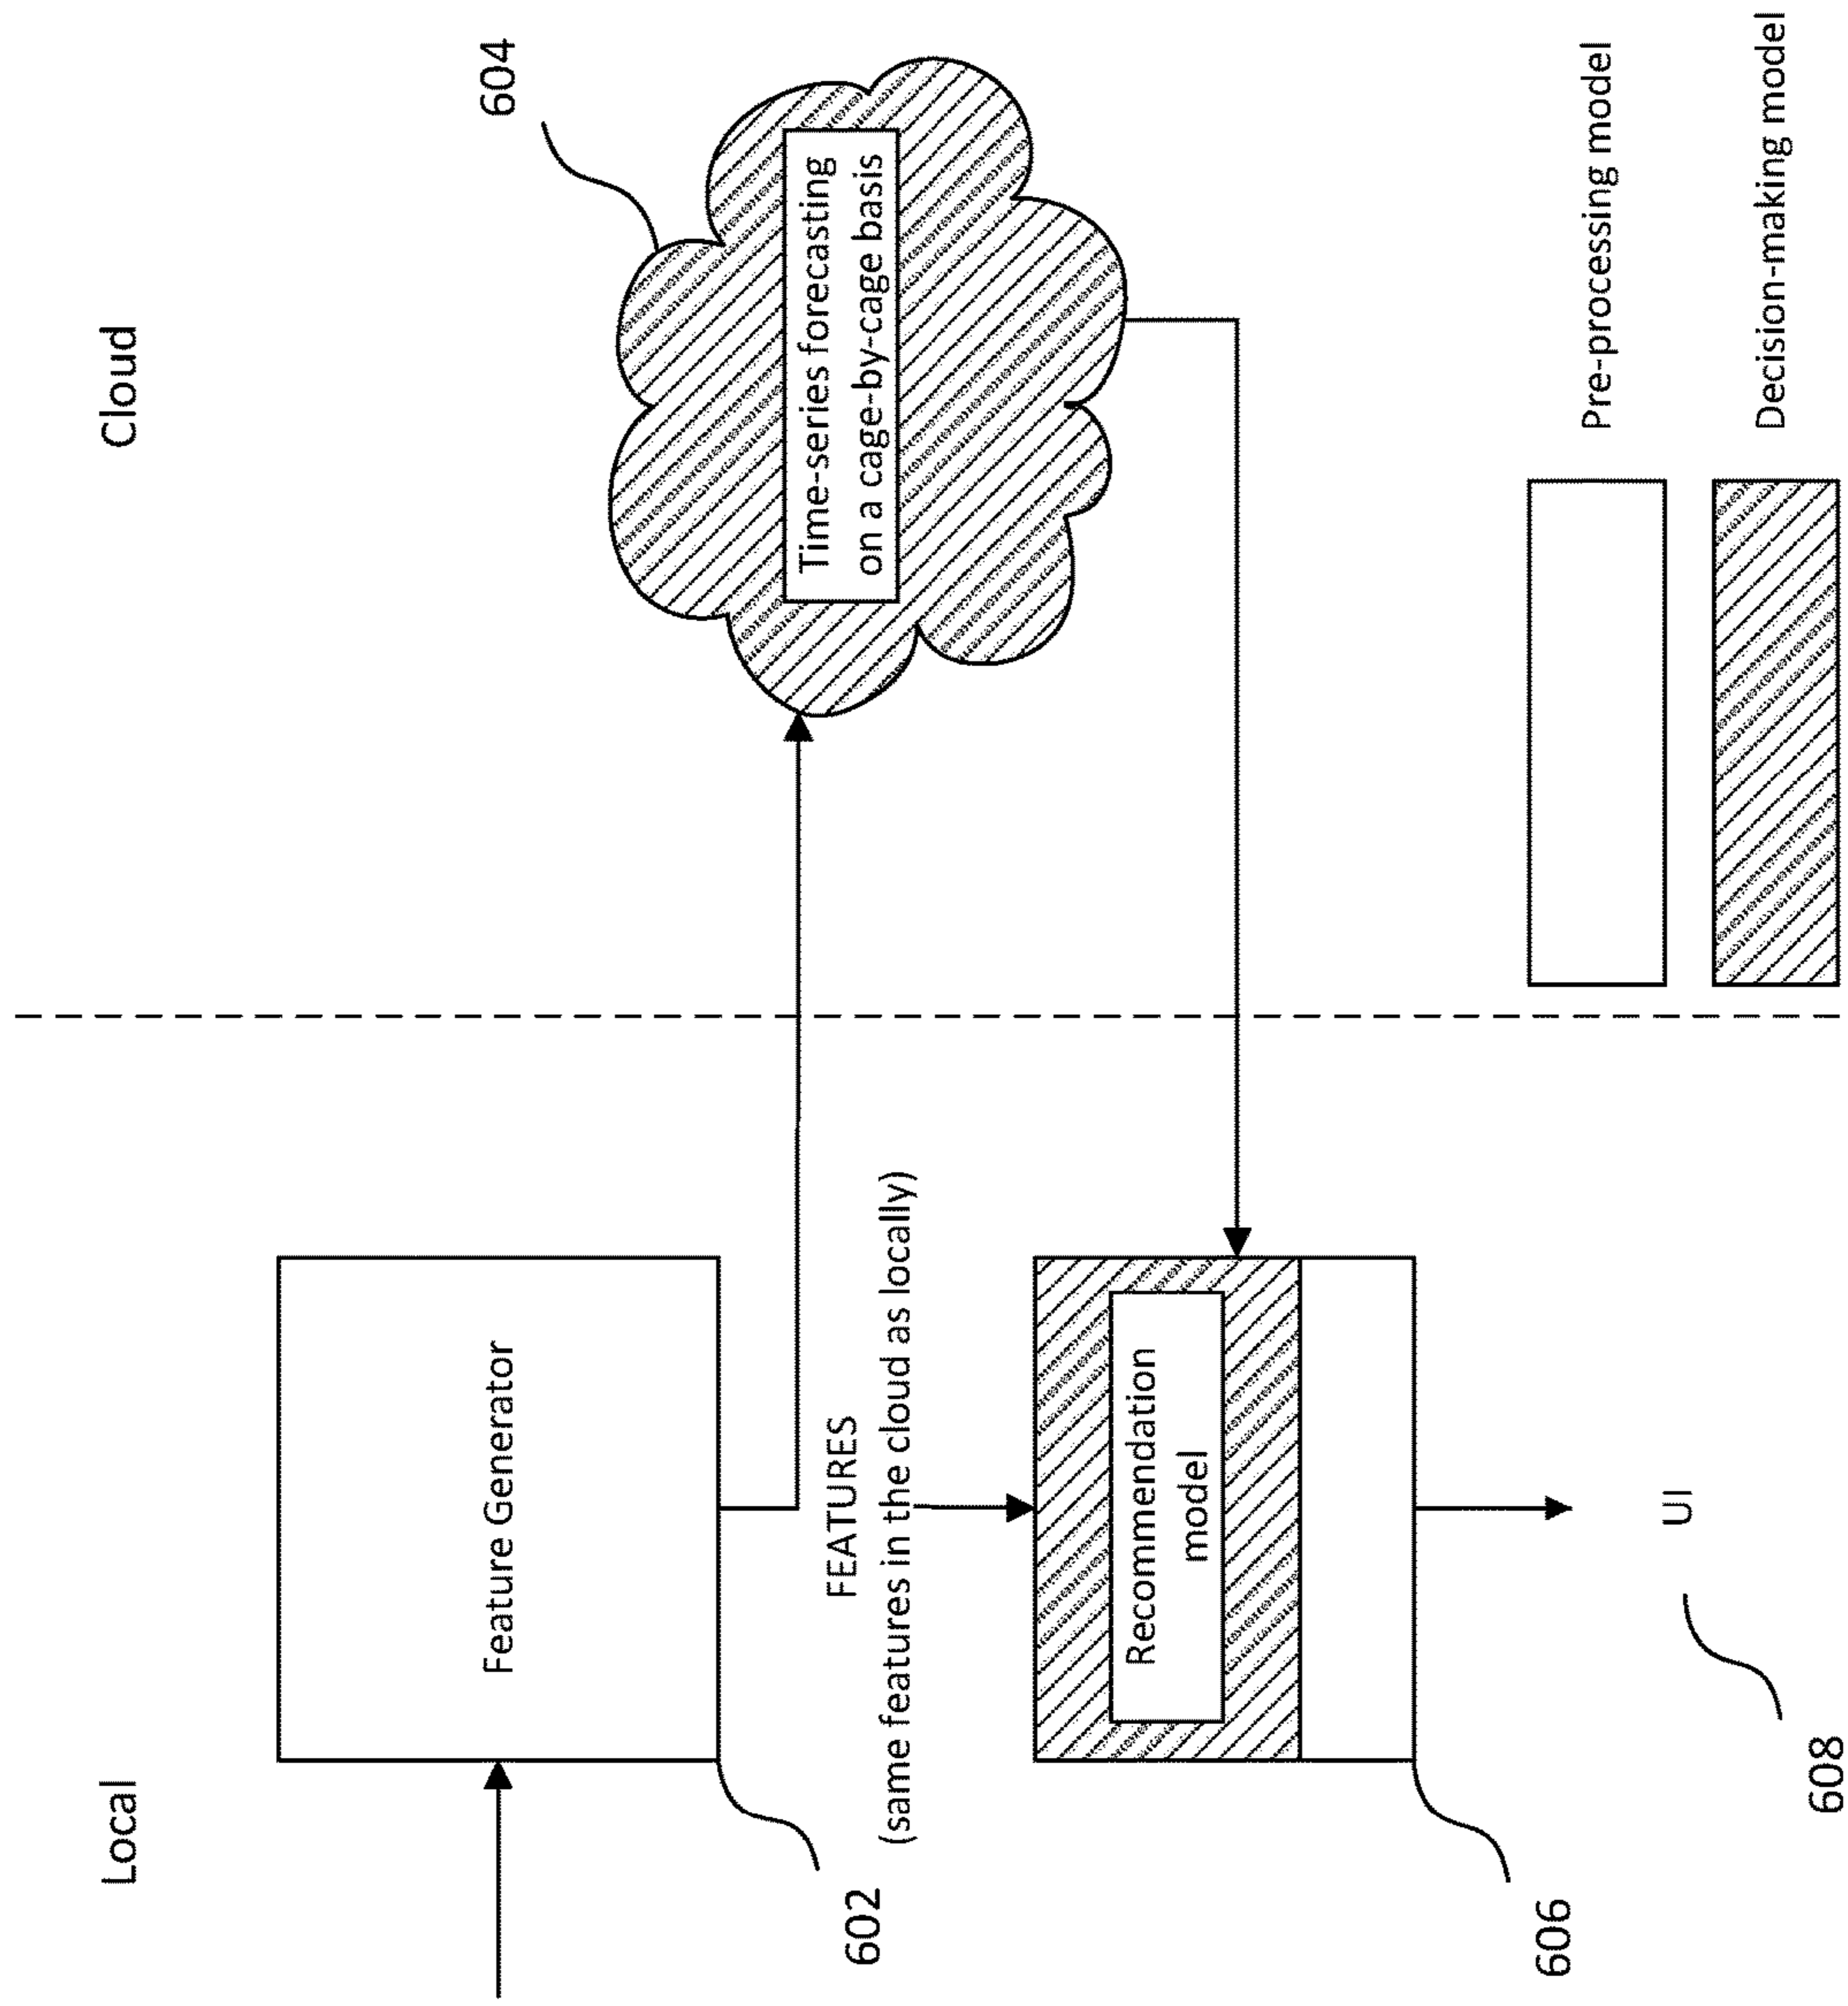 Local
Cloud
Feature Generator
602
604
Time-series forecasting
on a cage-by-cage basis
FEATURES
(same features in the cloud as locally)
Recommendation
model
606
UI
608
Pre-processing model
Decision-making model